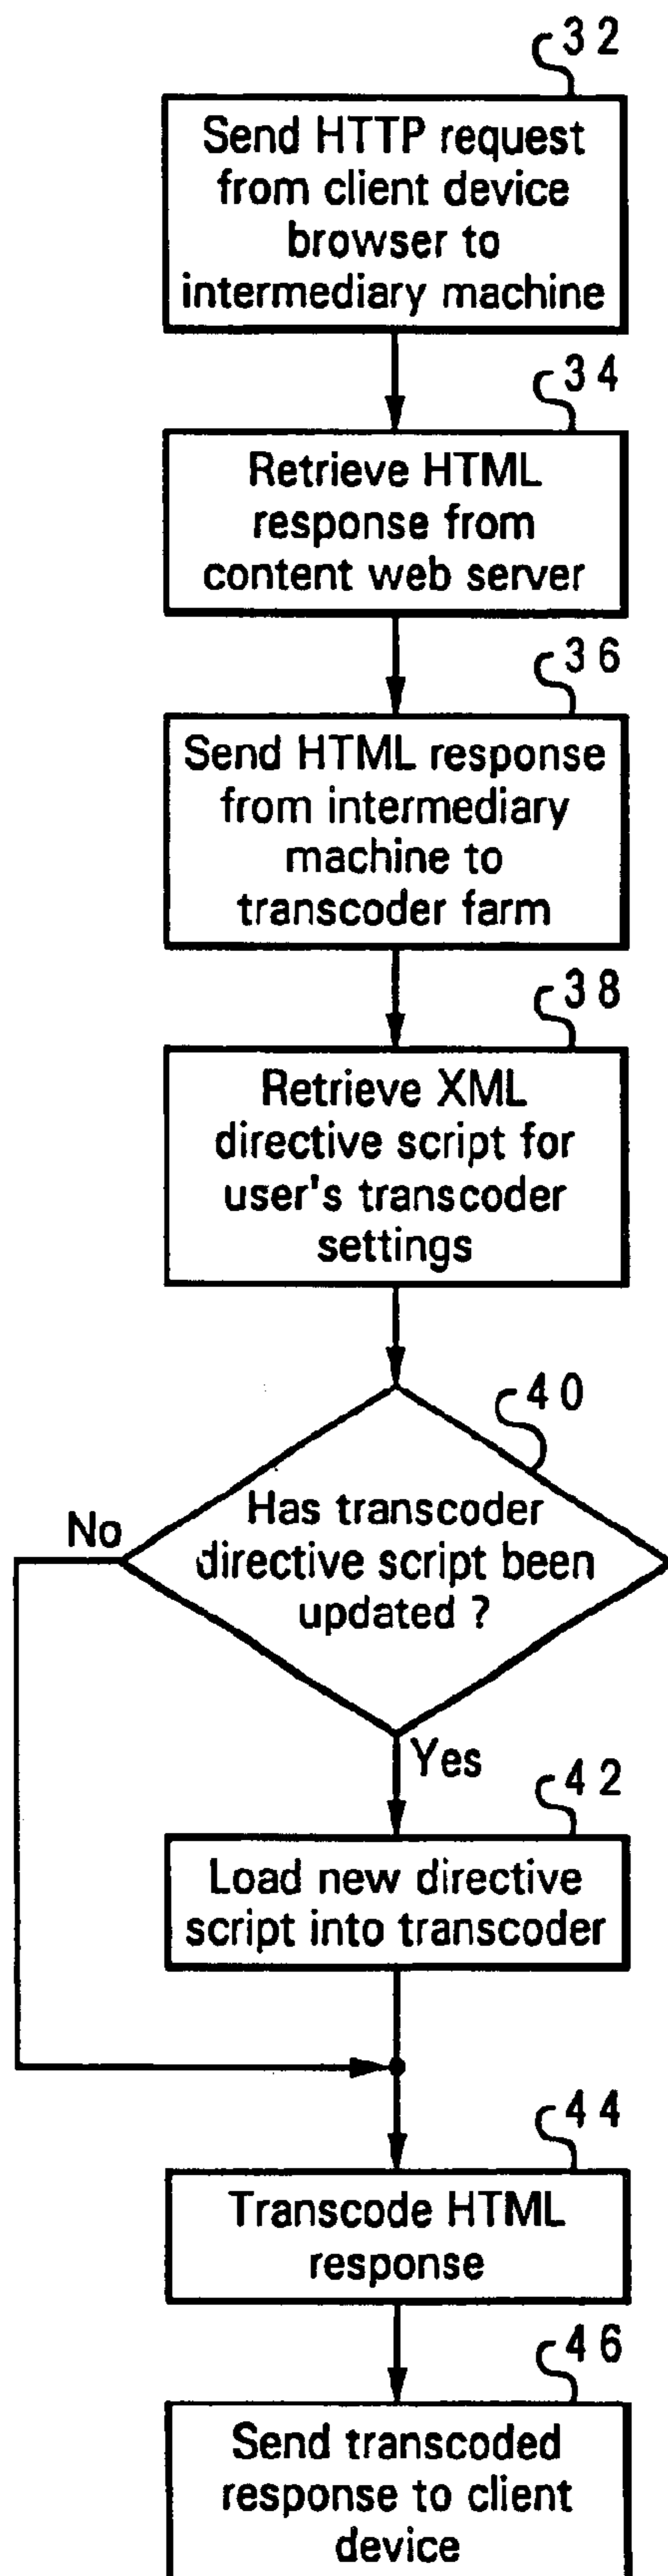 32
Send HTTP request
from client device
browser to
intermediary machine
34
Retrieve HTML
response from
content web server
36
Send HTML response
from intermediary
machine to
transcoder farm
38
Retrieve XML
directive script for
user's transcoder
settings
40
Has transcoder
directive script been
updated ?
No
Yes
42
Load new directive
script into transcoder
44
Transcode HTML
response
46
Send transcoded
response to client
device